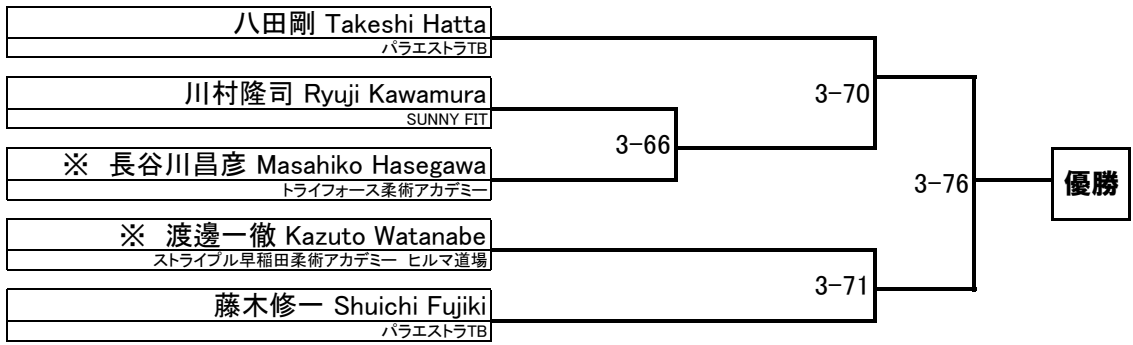 八田剛 Takeshi Hatta
パラエストラTB
川村隆司 Ryuji Kawamura
SUNNY FIT
※ 長谷川昌彦 Masahiko Hasegawa
トライフォース柔術アカデミー
※ 渡邊一徹 Kazuto Watanabe
ストライプル早稲田柔術アカデミー ヒルマ道場
藤木修一 Shuichi Fujiki
パラエストラTB
3-66
3-70
3-71
3-76
優勝